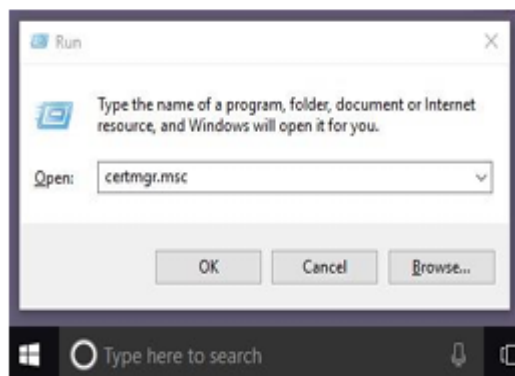 Run
Type the name of a program, folder, document or Internet
resource, and Windows will open it for you.
Open: certmgr.msc
OK Cancel Browse...
Type here to search